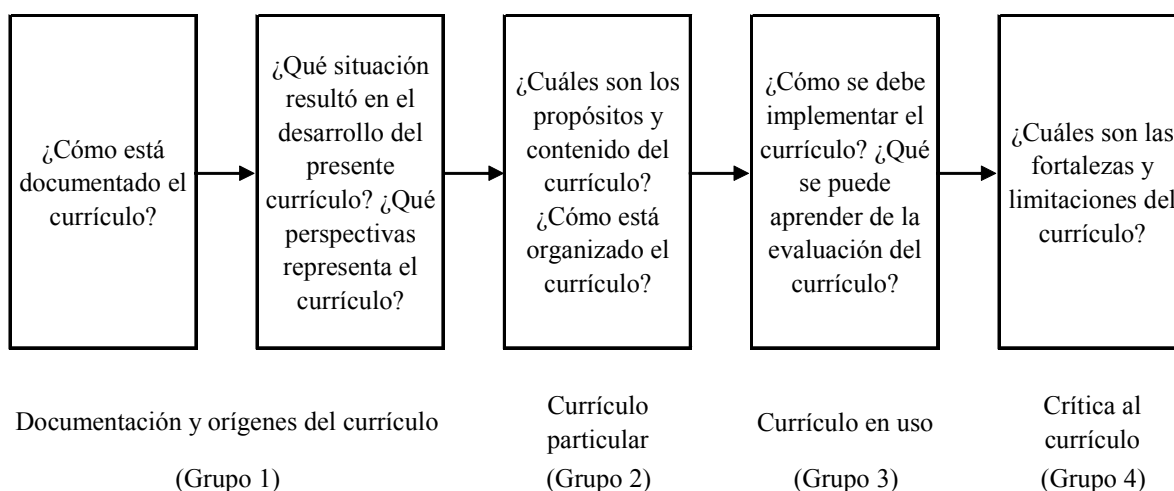 ¿Cómo está
documentado el
currículo?
¿Qué situación
resultó en el
desarrollo del
presente
currículo? ¿Qué
perspectivas
representa el
currículo?
¿Cuáles son los
propósitos y
contenido del
currículo?
¿Cómo está
organizado el
currículo?
¿Cómo se debe
implementar el
currículo? ¿Qué
se puede
aprender de la
evaluación del
currículo?
¿Cuáles son las
fortalezas y
limitaciones del
currículo?
Documentación y orígenes del currículo
(Grupo 1)
Currículo
particular
(Grupo 2)
Currículo en uso
(Grupo 3)
Crítica al
currículo
(Grupo 4)